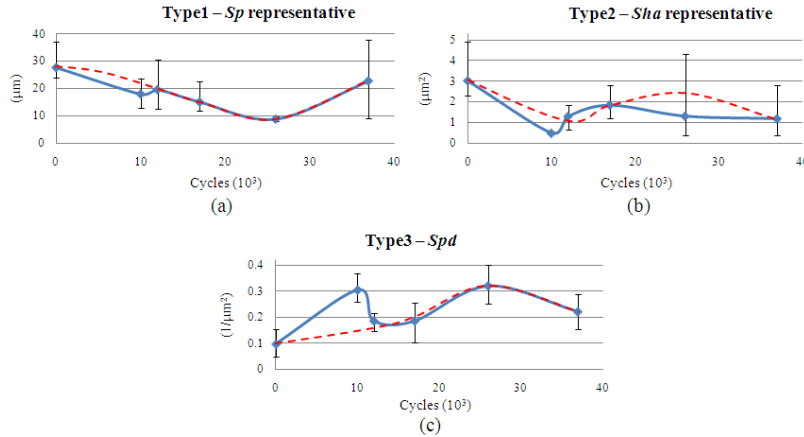 Type1 – Sp representative
(μm)
40
30
20
10
0
0 10 20 30 40
Cycles (10³)
(a)
Type2 – Sha representative
(μm²)
5
4
3
2
1
0
0 10 20 30 40
Cycles (10³)
(b)
Type3 – Spd
(1/μm²)
0.4
0.3
0.2
0.1
0
0 10 20 30 40
Cycles (10³)
(c)